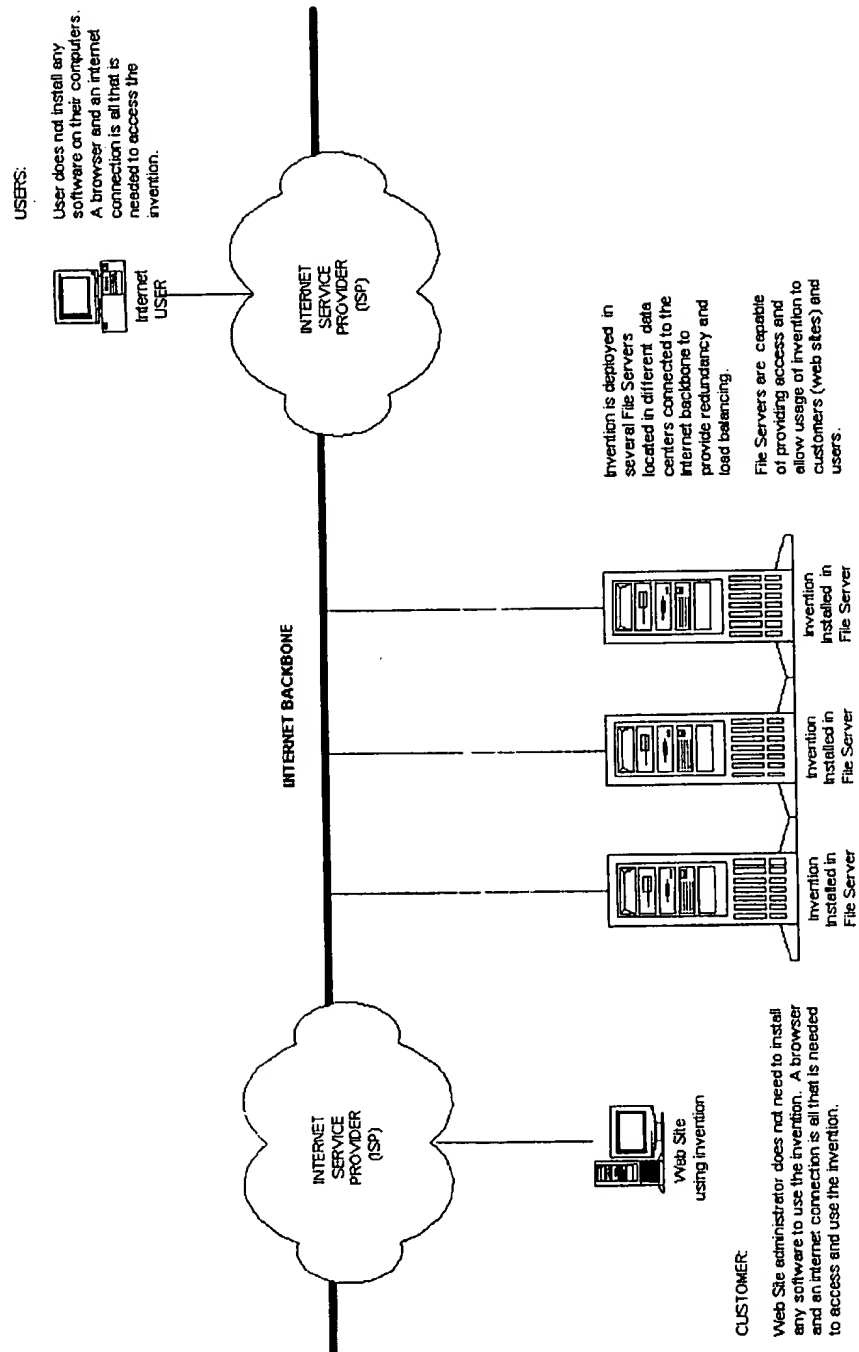 USERS:
User does not install any
software on their computers.
A browser and an internet
connection is all that is
needed to access the
invention.
Internet
USER
INTERNET
SERVICE
PROVIDER
(ISP)
INTERNET BACKBONE
INTERNET
SERVICE
PROVIDER
(ISP)
Invention is deployed in
several File Servers
located in different data
centers connected to the
Internet backbone to
provide redundancy and
load balancing.
File Servers are capable
of providing access and
allow usage of invention to
customers (web sites) and
users.
Invention
Installed in
File Server
Invention
Installed in
File Server
Invention
Installed in
File Server
Web Site
using invention
CUSTOMER:
Web Site administrator does not need to install
any software to use the invention. A browser
and an internet connection is all that is needed
to access and use the invention.